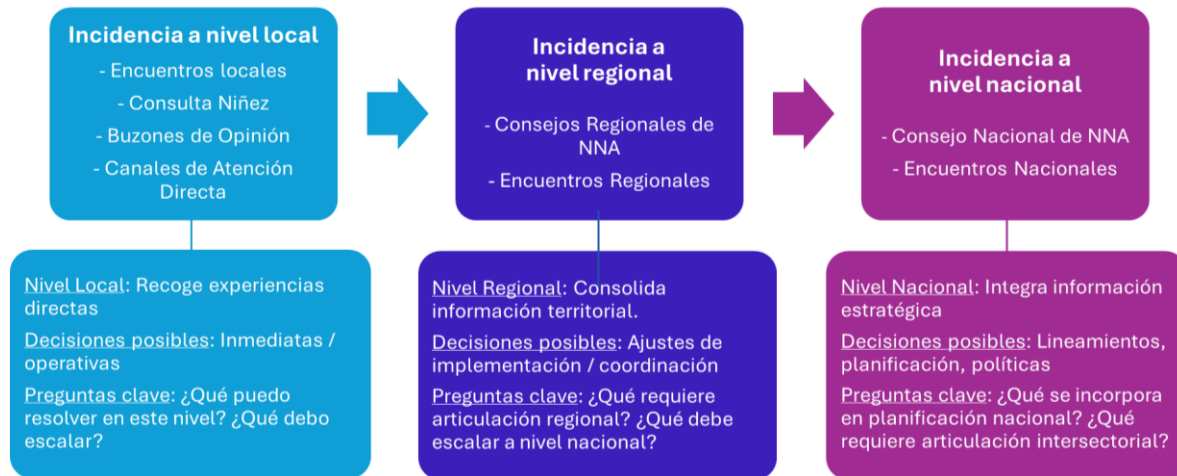 Incidencia a nivel local
- Encuentros locales
- Consulta Niñez
- Buzones de Opinión
- Canales de Atención
Directa
Nivel Local: Recoge experiencias
directas
Decisiones posibles: Inmediatas /
operativas
Preguntas clave: ¿Qué puedo
resolver en este nivel? ¿Qué debo
escalar?
Incidencia a
nivel regional
- Consejos Regionales de
NNA
- Encuentros Regionales
Nivel Regional: Consolida
información territorial.
Decisiones posibles: Ajustes de
implementación / coordinación
Preguntas clave: ¿Qué requiere
articulación regional? ¿Qué debe
escalar a nivel nacional?
Incidencia a
nivel nacional
- Consejo Nacional de NNA
- Encuentros Nacionales
Nivel Nacional: Integra información
estratégica
Decisiones posibles: Lineamientos,
planificación, políticas
Preguntas clave: ¿Qué se incorpora
en planificación nacional? ¿Qué
requiere articulación intersectorial?